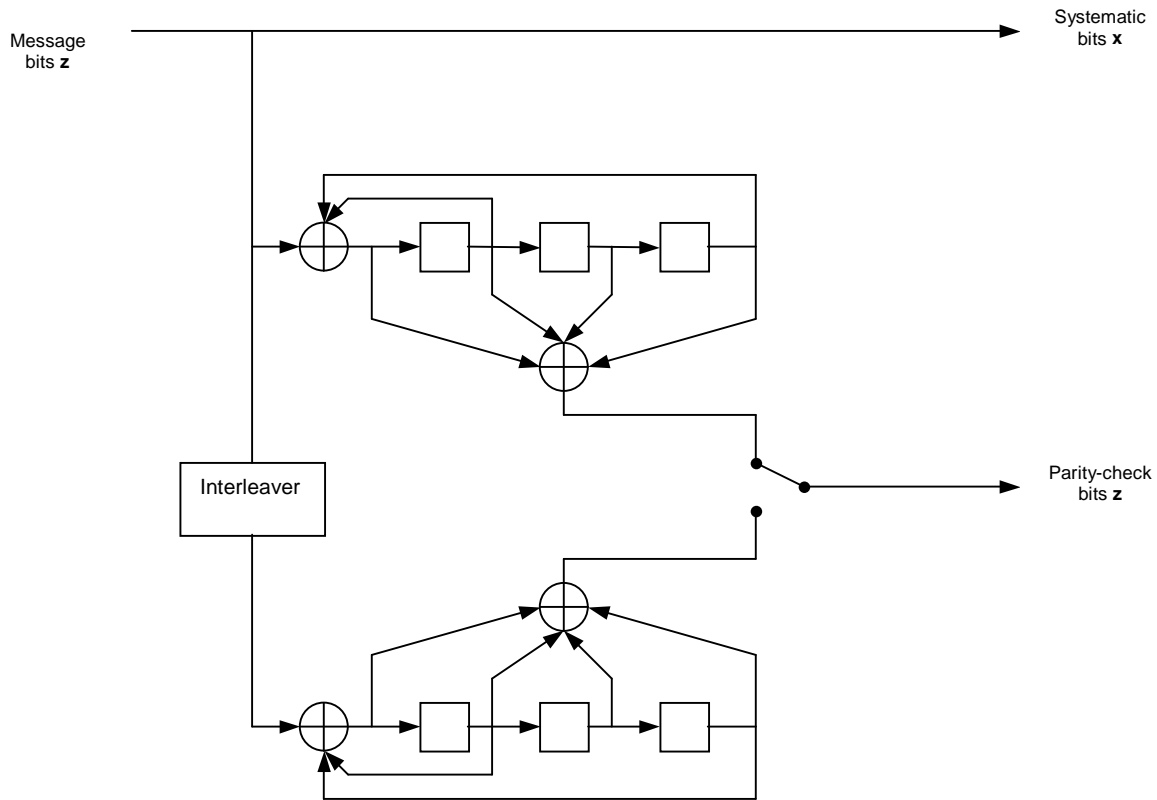 Systematic
bits x
Message
bits z
Interleaver
Parity-check
bits z